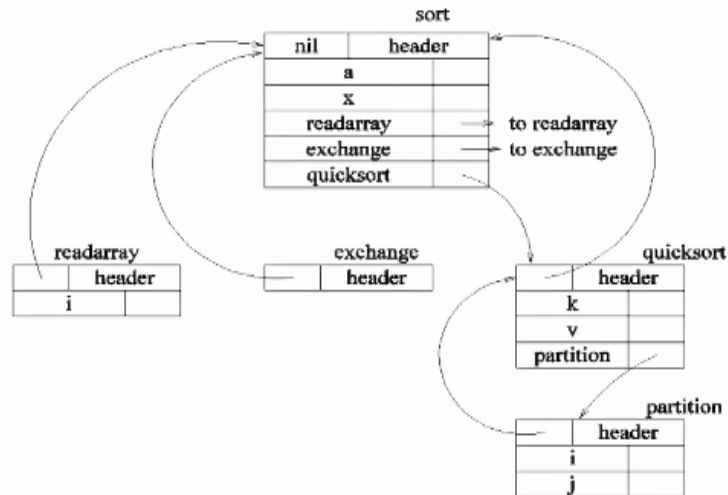 sort
nil header
a
x
readarray to readarray
exchange to exchange
quicksort
readarray
header
i
exchange
header
quicksort
header
k
v
partition
partition
header
i
j